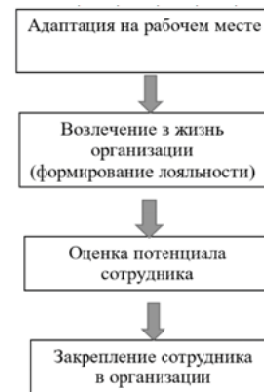 Адаптация на рабочем месте
Возлечение в жизнь
организации
(формирование лояльности)
Оценка потенциала
сотрудника
Закрепление сотрудника
в организации